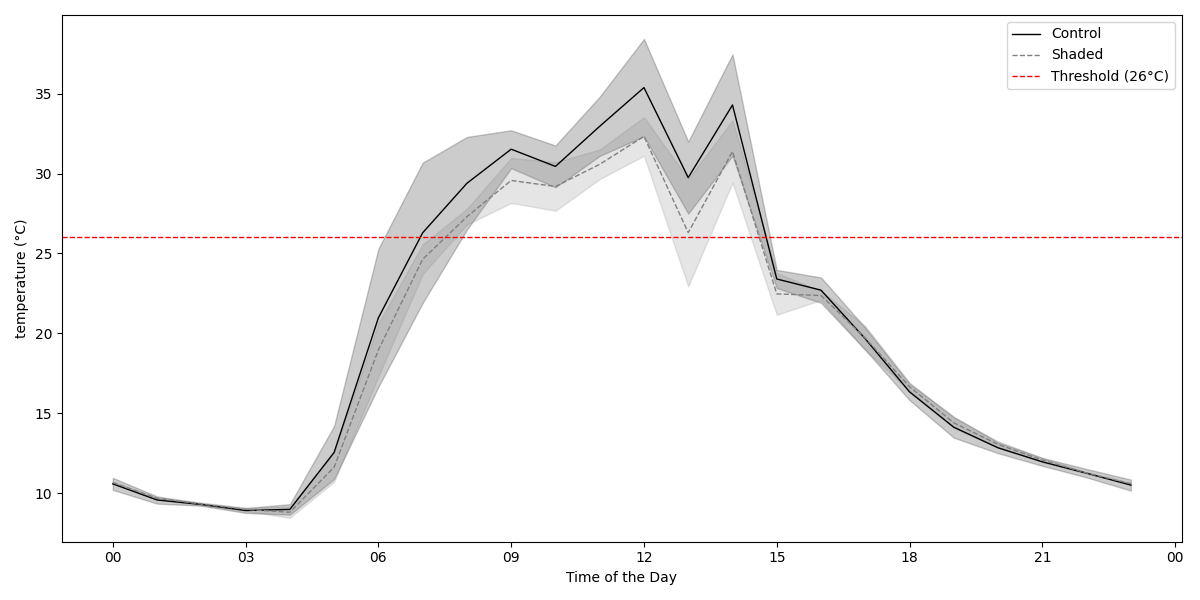 Control
Shaded
Threshold (26°C)
temperature (°C)
35
30
25
20
15
10
00 03 06 09 12 15 18 21 00
Time of the Day